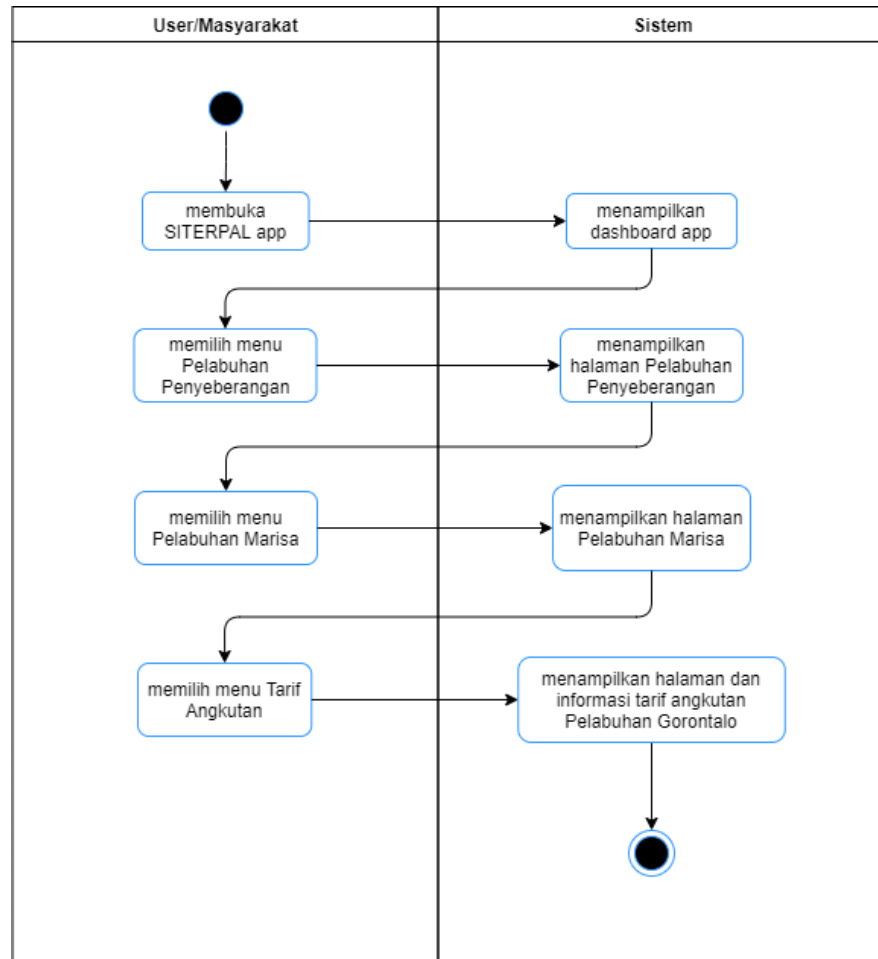 User/Masyarakat
Sistem
membuka
SITERPAL app
menampilkan
dashboard app
memilih menu
Pelabuhan
Penyeberangan
menampilkan
halaman Pelabuhan
Penyeberangan
memilih menu
Pelabuhan Marisa
menampilkan halaman
Pelabuhan Marisa
memilih menu Tarif
Angkutan
menampilkan halaman dan
informasi tarif angkutan
Pelabuhan Gorontalo